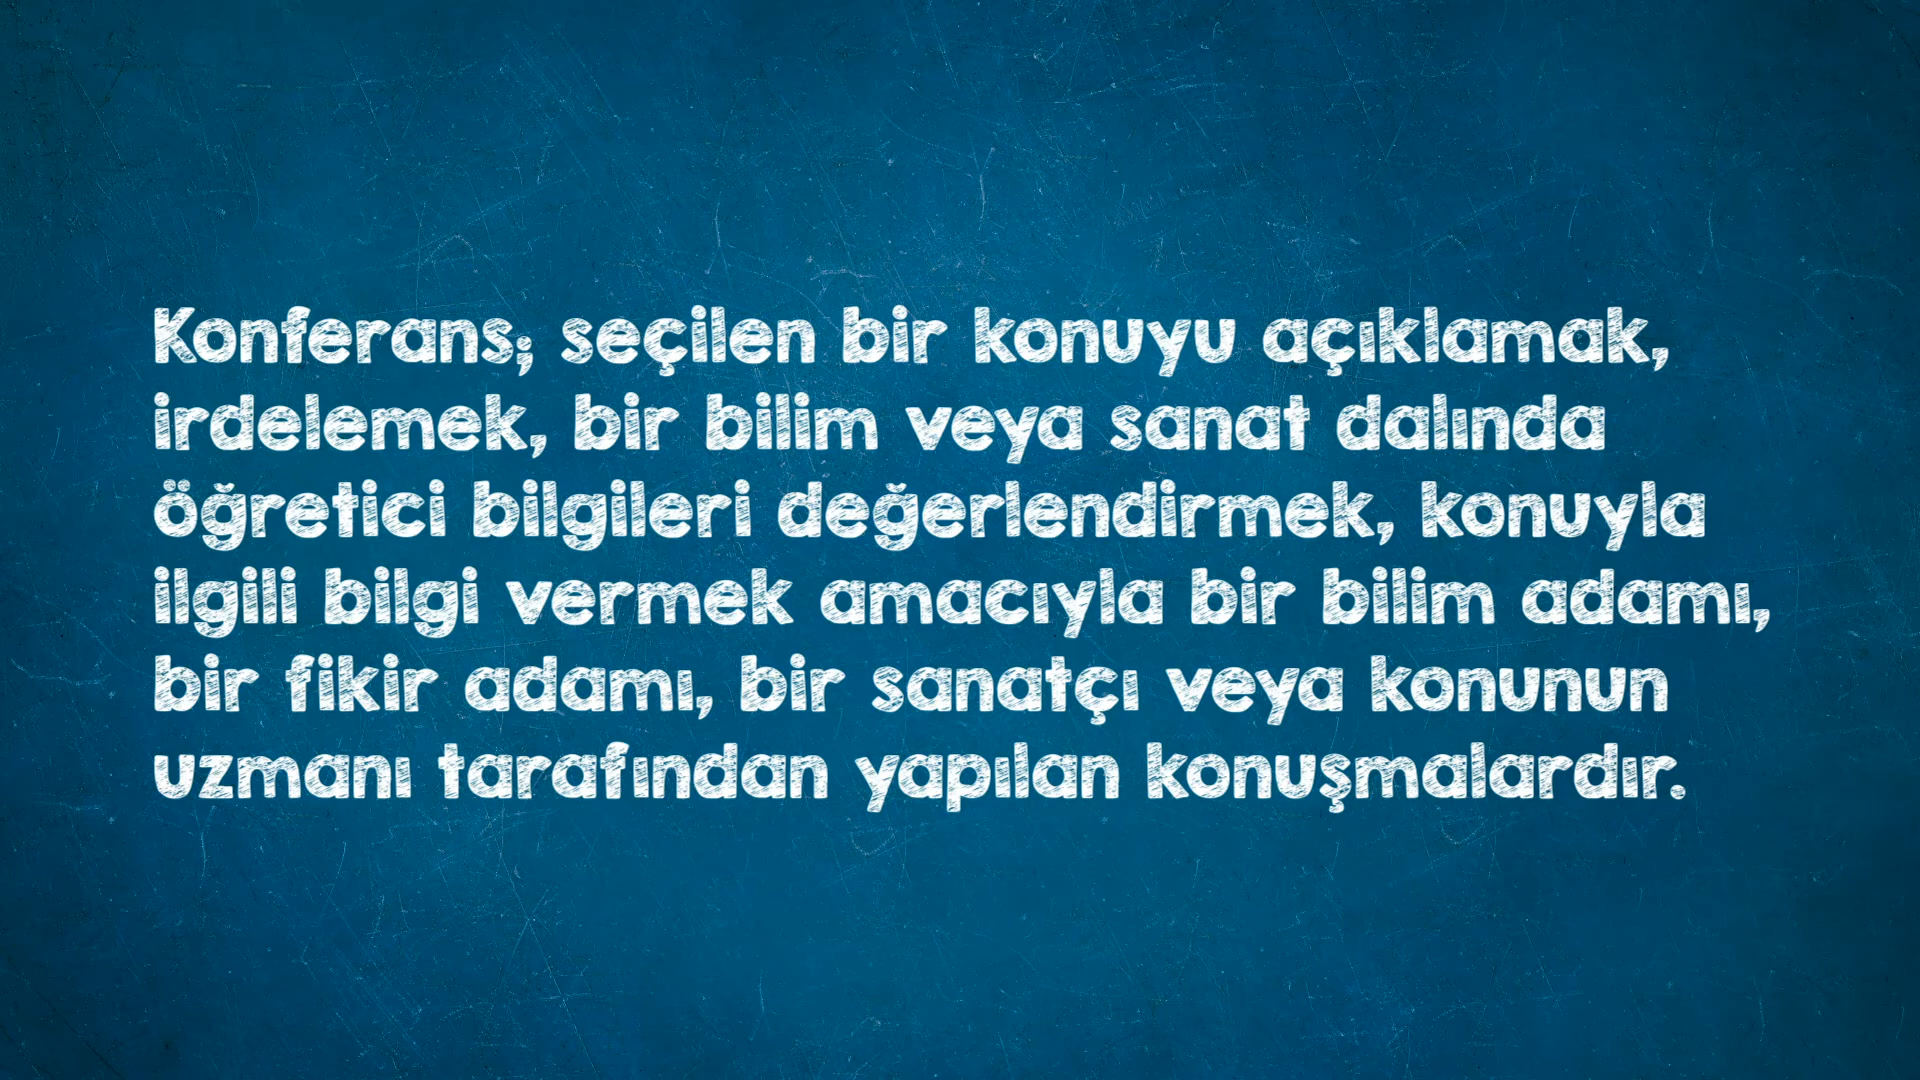 Konferans; seçilen bir konuyu açıklamak,
irdelemek, bir bilim veya sanat dalında
öğretici bilgileri değerlendirmek, konuyla
ilgili bilgi vermek amacıyla bir bilim adamı,
bir fikir adamı, bir sanatçı veya konunun
uzmanı tarafından yapılan konuşmalardır.